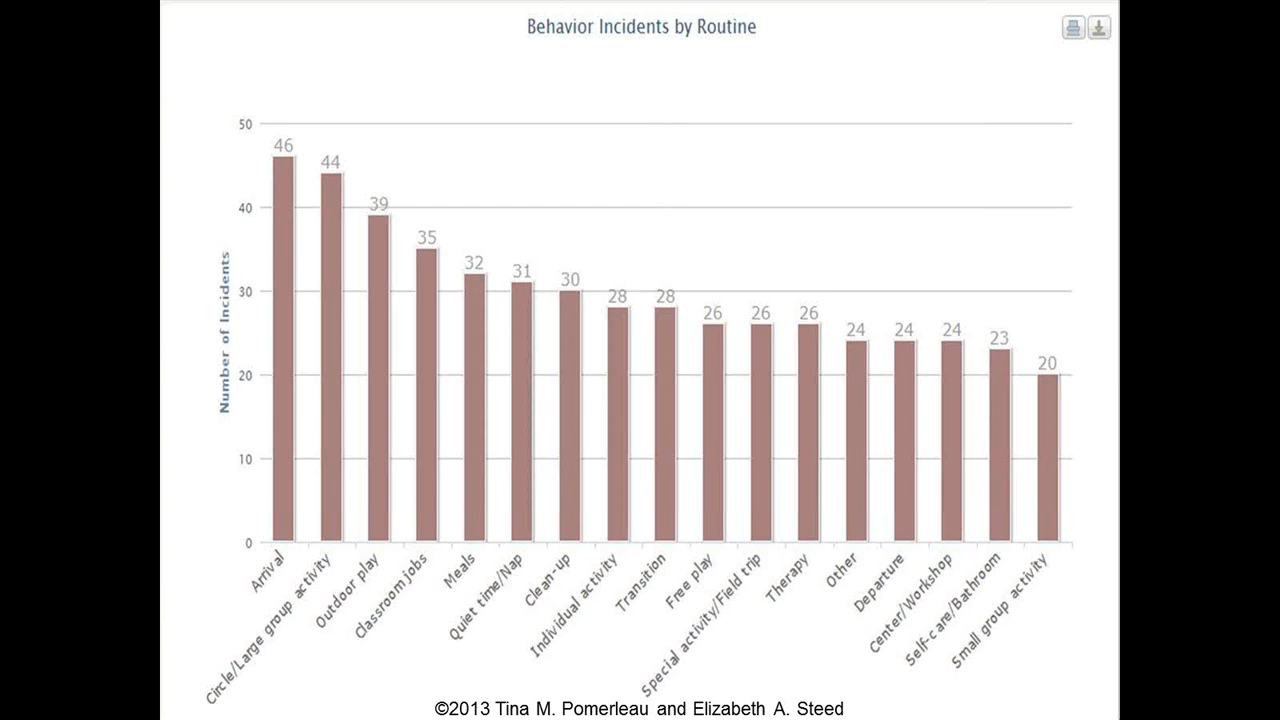 Behavior Incidents by Routine
Number of Incidents
50
40
30
20
10
0
46
44
39
35
32
31
30
28
28
26
26
26
24
24
24
23
20
Arrival
Circle/Large group activity
Outdoor play
Classroom jobs
Meals
Quiet time/Nap
Clean-up
Individual activity
Transition
Free play
Special activity/Field trip
Therapy
Other
Departure
Center/Workshop
Self-care/Bathroom
Small group activity
©2013 Tina M. Pomerleau and Elizabeth A. Steed